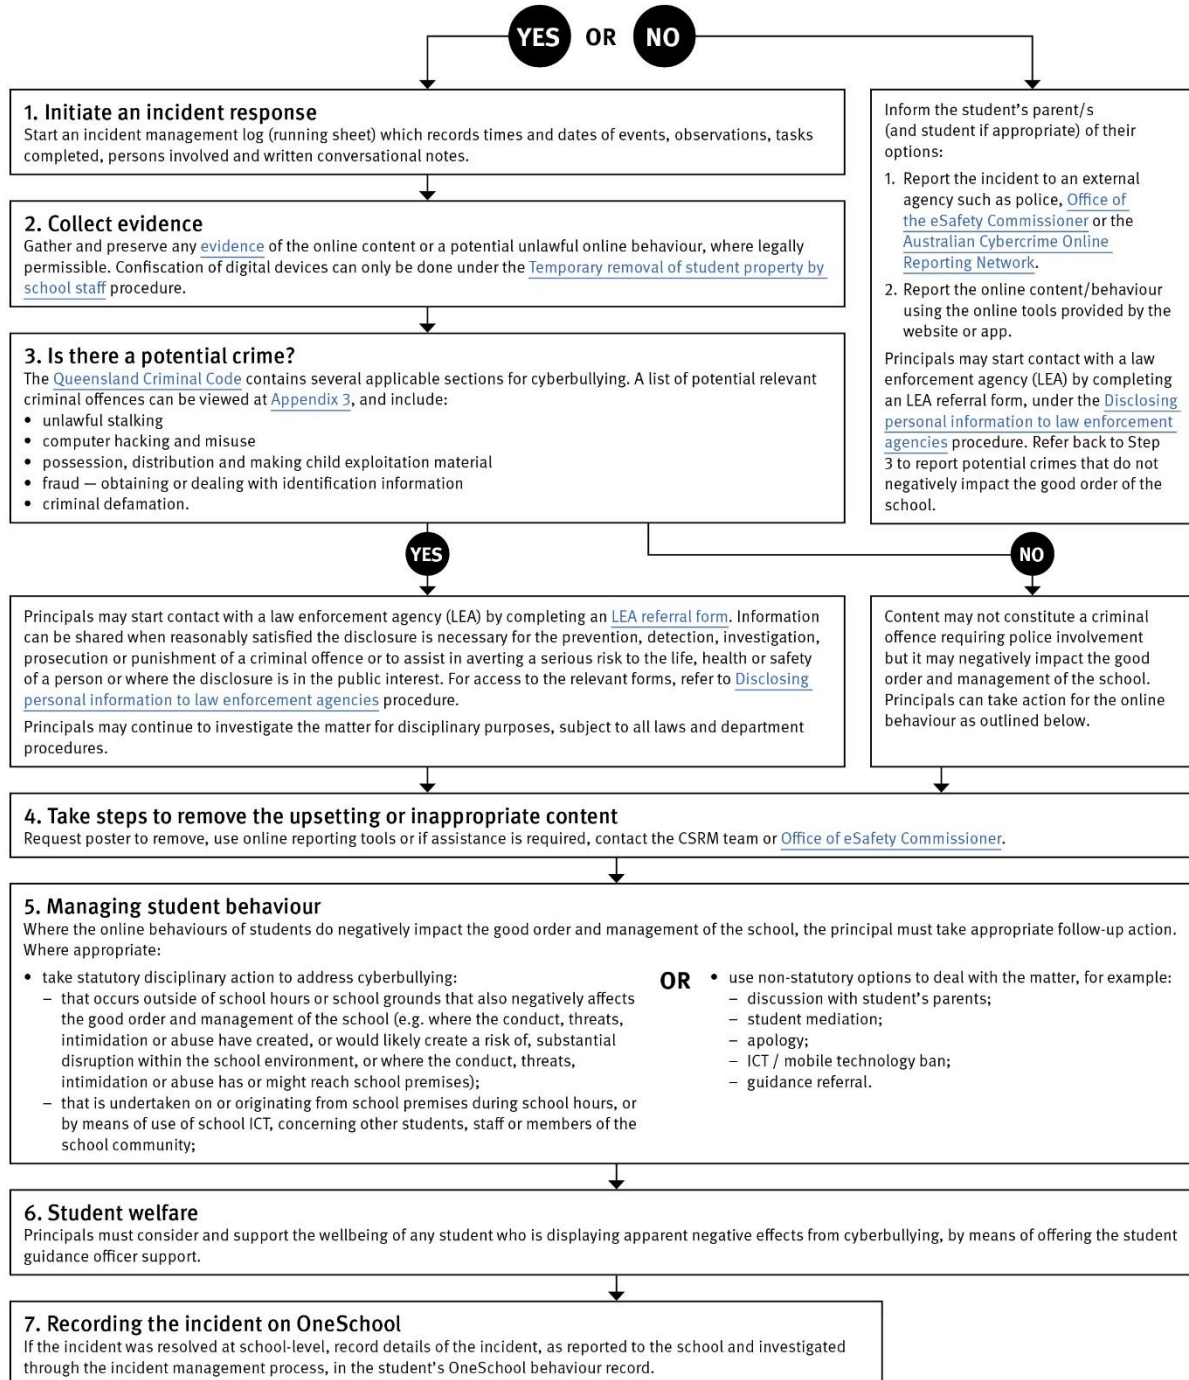 YES OR NO
1. Initiate an incident response
Start an incident management log (running sheet) which records times and dates of events, observations, tasks
completed, persons involved and written conversational notes.
2. Collect evidence
Gather and preserve any evidence of the online content or a potential unlawful online behaviour, where legally
permissible. Confiscation of digital devices can only be done under the Temporary removal of student property by
school staff procedure.
3. Is there a potential crime?
The Queensland Criminal Code contains several applicable sections for cyberbullying. A list of potential relevant
criminal offences can be viewed at Appendix 3, and include:
• unlawful stalking
• computer hacking and misuse
• possession, distribution and making child exploitation material
• fraud — obtaining or dealing with identification information
• criminal defamation.
Inform the student's parent/s
(and student if appropriate) of their
options:
1. Report the incident to an external
agency such as police, Office of
the eSafety Commissioner or the
Australian Cybercrime Online
Reporting Network.
2. Report the online content/behaviour
using the online tools provided by the
website or app.
Principals may start contact with a law
enforcement agency (LEA) by completing
an LEA referral form, under the Disclosing
personal information to law enforcement
agencies procedure. Refer back to Step
3 to report potential crimes that do not
negatively impact the good order of the
school.
YES
NO
Principals may start contact with a law enforcement agency (LEA) by completing an LEA referral form. Information
can be shared when reasonably satisfied the disclosure is necessary for the prevention, detection, investigation,
prosecution or punishment of a criminal offence or to assist in averting a serious risk to the life, health or safety
of a person or where the disclosure is in the public interest. For access to the relevant forms, refer to Disclosing
personal information to law enforcement agencies procedure.
Principals may continue to investigate the matter for disciplinary purposes, subject to all laws and department
procedures.
Content may not constitute a criminal
offence requiring police involvement
but it may negatively impact the good
order and management of the school.
Principals can take action for the online
behaviour as outlined below.
4. Take steps to remove the upsetting or inappropriate content
Request poster to remove, use online reporting tools or if assistance is required, contact the CSRM team or Office of eSafety Commissioner.
5. Managing student behaviour
Where the online behaviours of students do negatively impact the good order and management of the school, the principal must take appropriate follow-up action.
Where appropriate:
• take statutory disciplinary action to address cyberbullying:
– that occurs outside of school hours or school grounds that also negatively affects
the good order and management of the school (e.g. where the conduct, threats,
intimidation or abuse have created, or would likely create a risk of, substantial
disruption within the school environment, or where the conduct, threats,
intimidation or abuse has or might reach school premises);
– that is undertaken on or originating from school premises during school hours, or
by means of use of school ICT, concerning other students, staff or members of the
school community;
OR
• use non-statutory options to deal with the matter, for example:
– discussion with student's parents;
– student mediation;
– apology;
– ICT / mobile technology ban;
– guidance referral.
6. Student welfare
Principals must consider and support the wellbeing of any student who is displaying apparent negative effects from cyberbullying, by means of offering the student
guidance officer support.
7. Recording the incident on OneSchool
If the incident was resolved at school-level, record details of the incident, as reported to the school and investigated
through the incident management process, in the student's OneSchool behaviour record.